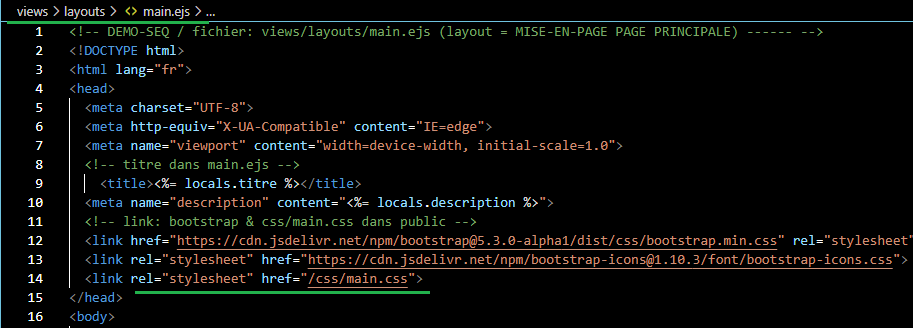 views > layouts > <> main.ejs > ...
1 <!-- DEMO-SEQ / fichier: views/layouts/main.ejs (layout = MISE-EN-PAGE PAGE PRINCIPALE) ------ -->
2 <!DOCTYPE html>
3 <html lang="fr">
4 <head>
5 <meta charset="UTF-8">
6 <meta http-equiv="X-UA-Compatible" content="IE=edge">
7 <meta name="viewport" content="width=device-width, initial-scale=1.0">
8 <!-- titre dans main.ejs -->
9 <title><%= locals.titre %></title>
10 <meta name="description" content="<%= locals.description %>">
11 <!-- link: bootstrap & css/main.css dans public -->
12 <link href="https://cdn.jsdelivr.net/npm/bootstrap@5.3.0-alpha1/dist/css/bootstrap.min.css" rel="stylesheet"
13 <link rel="stylesheet" href="https://cdn.jsdelivr.net/npm/bootstrap-icons@1.10.3/font/bootstrap-icons.css">
14 <link rel="stylesheet" href="/css/main.css">
15 </head>
16 <body>